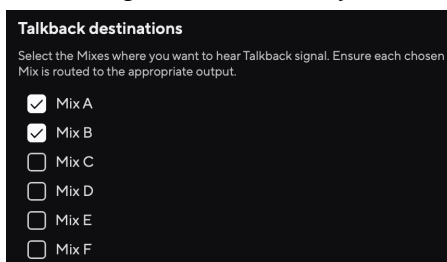 Talkback destinations
Select the Mixes where you want to hear Talkback signal. Ensure each chosen
Mix is routed to the appropriate output.
Mix A
Mix B
Mix C
Mix D
Mix E
Mix F